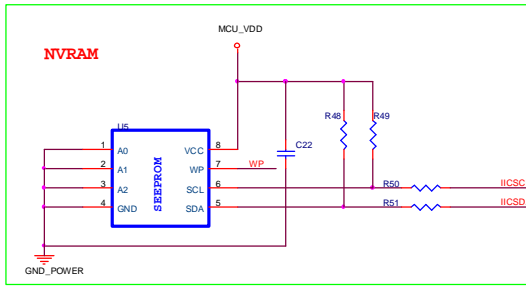 MCU_VDD
NVRAM
R48
R49
U5
C22
1
A0
VCC
8
2
A1
WP
7
WP
3
A2
SCL
6
R50
IICSC
4
GND
SDA
5
R51
IICSD
SEEPROM
GND_POWER